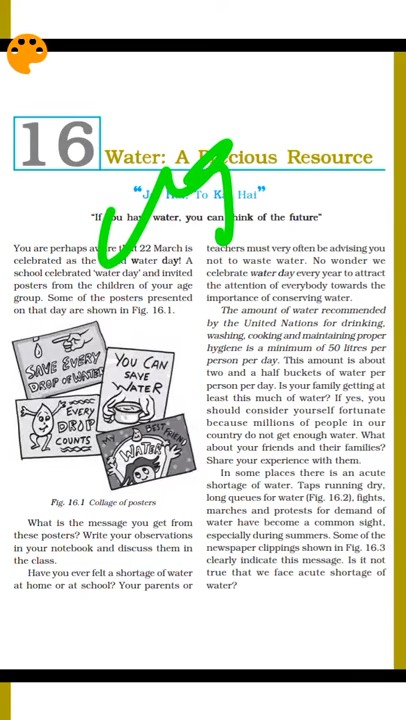 16 Water: A Precious Resource
"Jal Hai To Kal Hai"
"If you have water, you can think of the future"
You are perhaps aware that 22 March is
celebrated as the world water day! A
school celebrated 'water day' and invited
posters from the children of your age
group. Some of the posters presented
on that day are shown in Fig. 16.1.
SAVE EVERY
DROP OF WATER
YOU CAN
SAVE
WATER
EVERY
DROP
COUNTS
MY BEST FRIEND
WATER
Fig. 16.1 Collage of posters
What is the message you get from
these posters? Write your observations
in your notebook and discuss them in
the class.
Have you ever felt a shortage of water
at home or at school? Your parents or
teachers must very often be advising you
not to waste water. No wonder we
celebrate water day every year to attract
the attention of everybody towards the
importance of conserving water.
The amount of water recommended
by the United Nations for drinking,
washing, cooking and maintaining proper
hygiene is a minimum of 50 litres per
person per day. This amount is about
two and a half buckets of water per
person per day. Is your family getting at
least this much of water? If yes, you
should consider yourself fortunate
because millions of people in our
country do not get enough water. What
about your friends and their families?
Share your experience with them.
In some places there is an acute
shortage of water. Taps running dry,
long queues for water (Fig. 16.2), fights,
marches and protests for demand of
water have become a common sight,
especially during summers. Some of the
newspaper clippings shown in Fig. 16.3
clearly indicate this message. Is it not
true that we face acute shortage of
water?